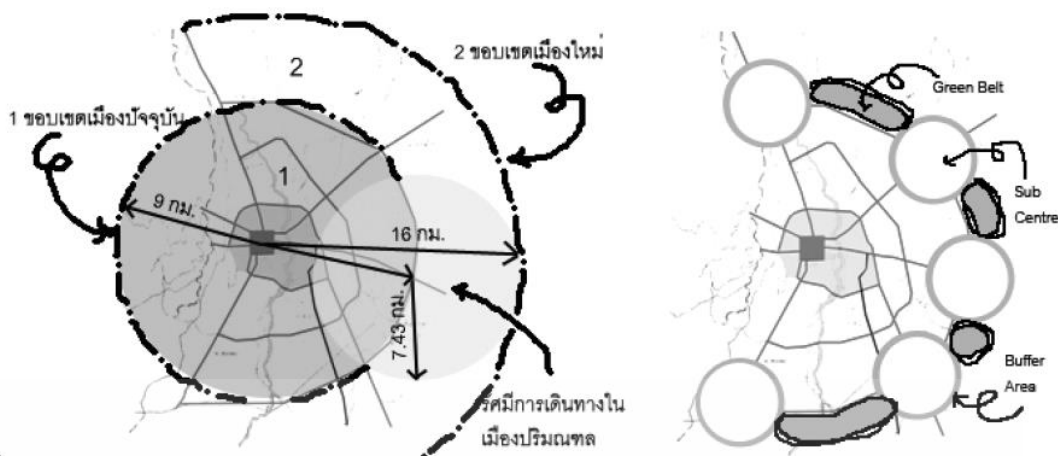 2 ขอบเขตเมืองใหม่
2
1 ขอบเขตเมืองปัจจุบัน
1
9 กม.
16 กม.
7.43 กม.
รัศมีการเดินทางใน
เมืองปริมณฑล
Green Belt
Sub
Centre
Buffer
Area